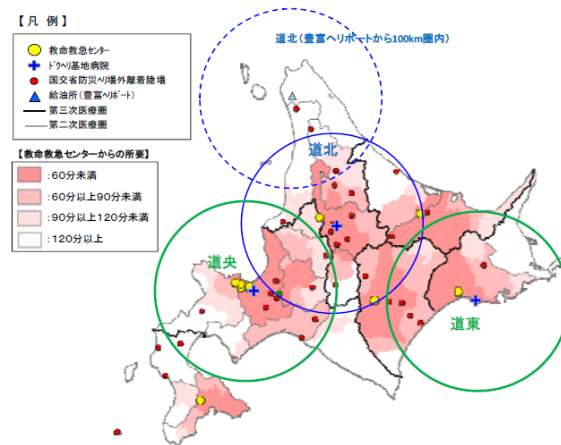 【凡 例】
救命救急センター
ドクヘリ基地病院
国交省防災ヘリ場外離着陸場
給油所(豊富ヘリポート)
第三次医療圏
第二次医療圏
【救命救急センターからの所要】
:60分未満
:60分以上90分未満
:90分以上120分未満
:120分以上
道北(豊富ヘリポートから100km圏内)
道北
道央
道東